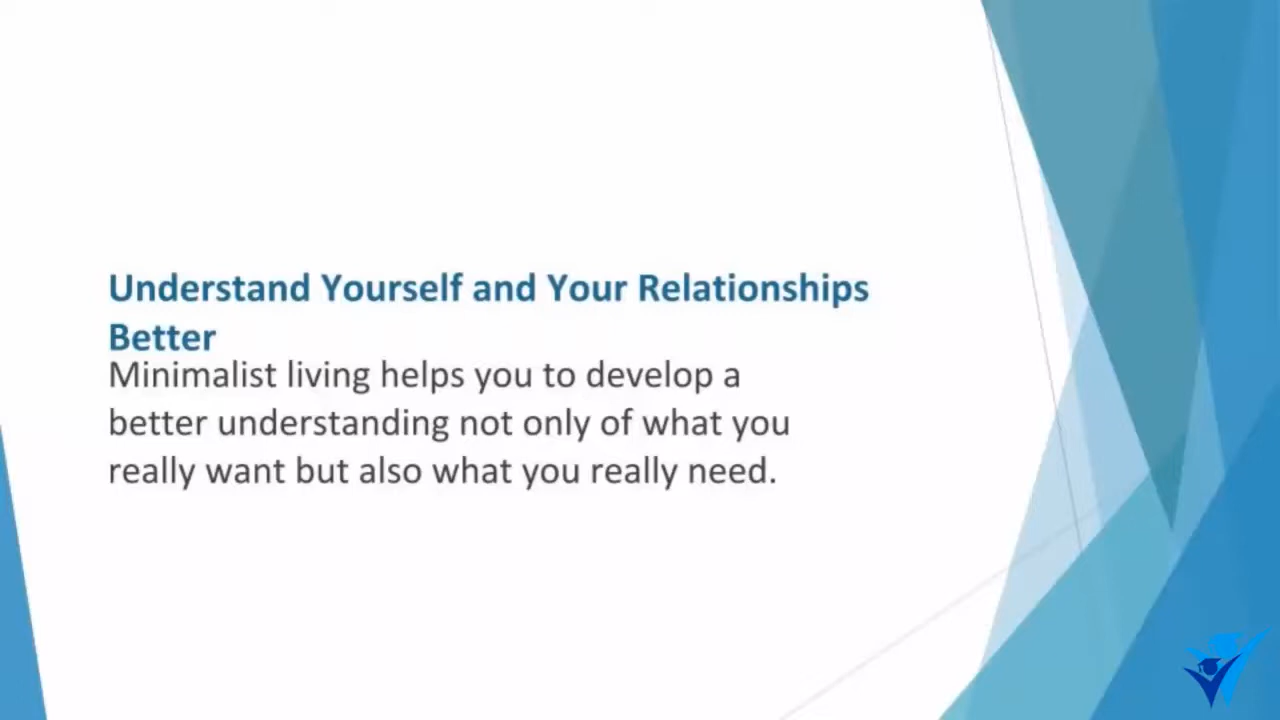 Understand Yourself and Your Relationships
Better
Minimalist living helps you to develop a
better understanding not only of what you
really want but also what you really need.